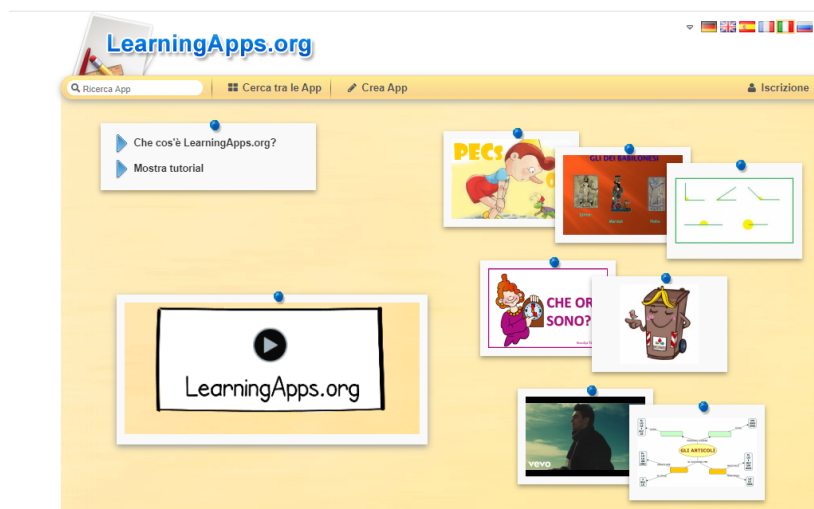 LearningApps.org
Ricerca App
Cerca tra le App
Crea App
Iscrizione
Che cos'è LearningApps.org?
Mostra tutorial
PECS
GLI DEI BABILONESI
CHE OR
SONO?
LearningApps.org
vevo
GLI ARTICOLI